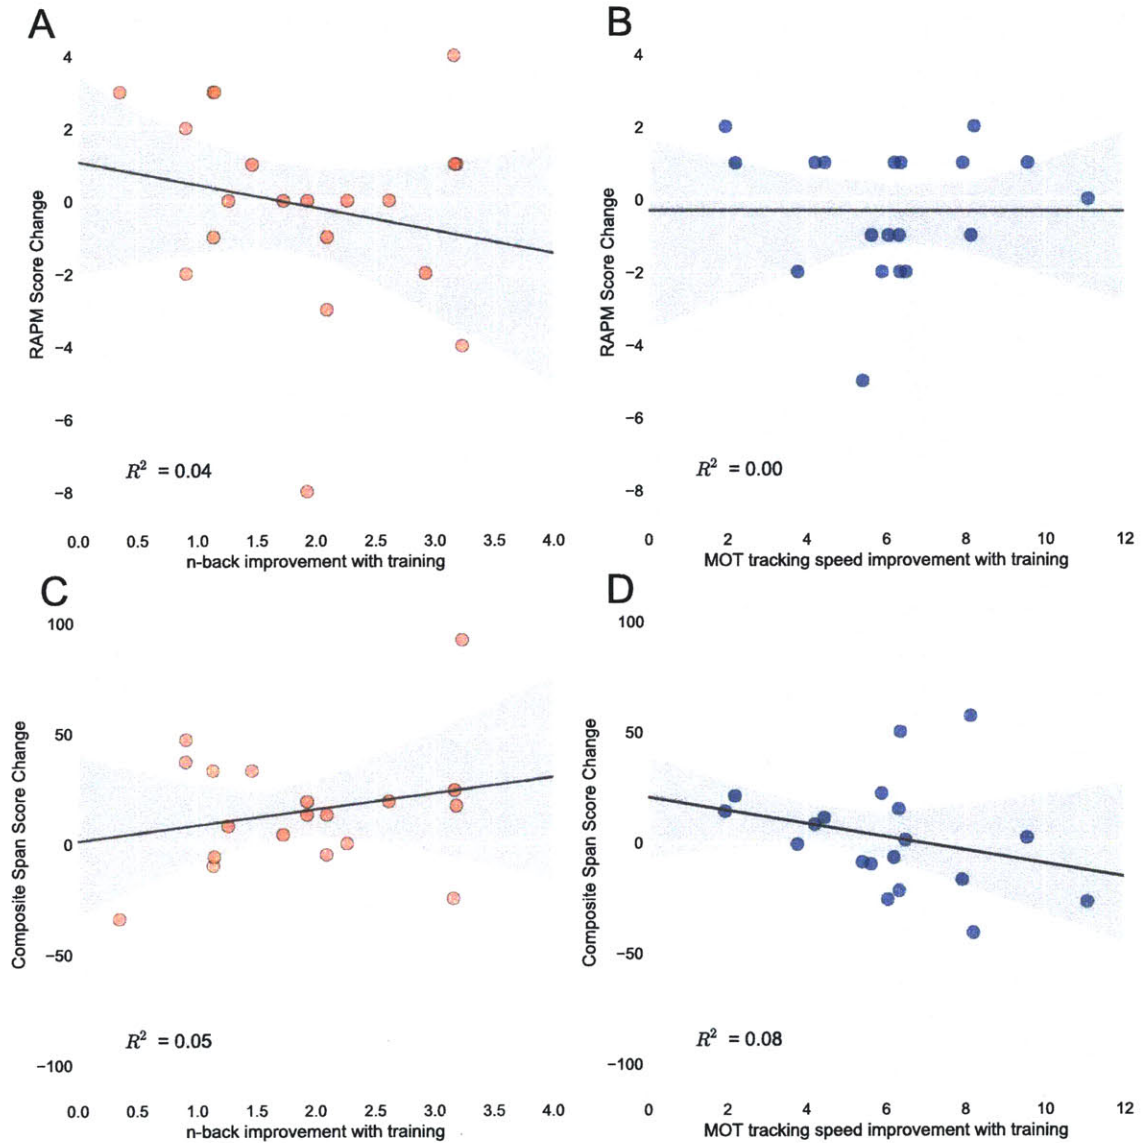 A
4
2
0
−2
−4
−6
−8
RAPM Score Change
R² = 0.04
0.0 0.5 1.0 1.5 2.0 2.5 3.0 3.5 4.0
n-back improvement with training
B
4
2
0
−2
−4
−6
−8
RAPM Score Change
R² = 0.00
0 2 4 6 8 10 12
MOT tracking speed improvement with training
C
100
50
0
−50
−100
Composite Span Score Change
R² = 0.05
0.0 0.5 1.0 1.5 2.0 2.5 3.0 3.5 4.0
n-back improvement with training
D
100
50
0
−50
−100
Composite Span Score Change
R² = 0.08
0 2 4 6 8 10 12
MOT tracking speed improvement with training